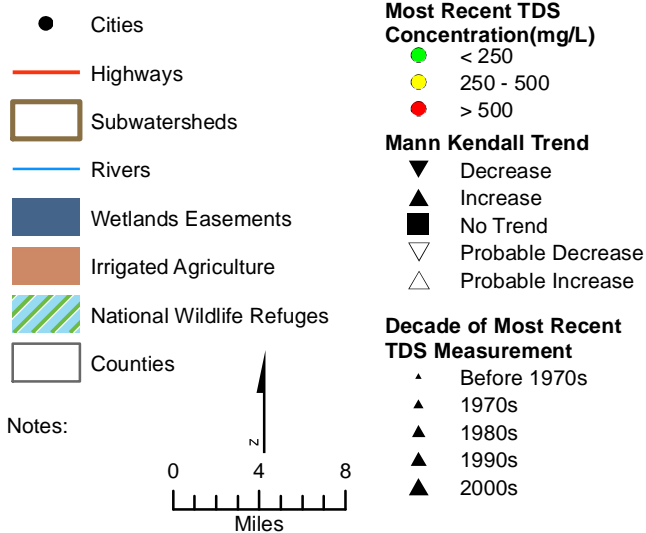 Cities
Highways
Subwatersheds
Rivers
Wetlands Easements
Irrigated Agriculture
National Wildlife Refuges
Counties
Notes:
N
0 4 8
Miles
Most Recent TDS
Concentration(mg/L)
< 250
250 - 500
> 500
Mann Kendall Trend
Decrease
Increase
No Trend
Probable Decrease
Probable Increase
Decade of Most Recent
TDS Measurement
Before 1970s
1970s
1980s
1990s
2000s